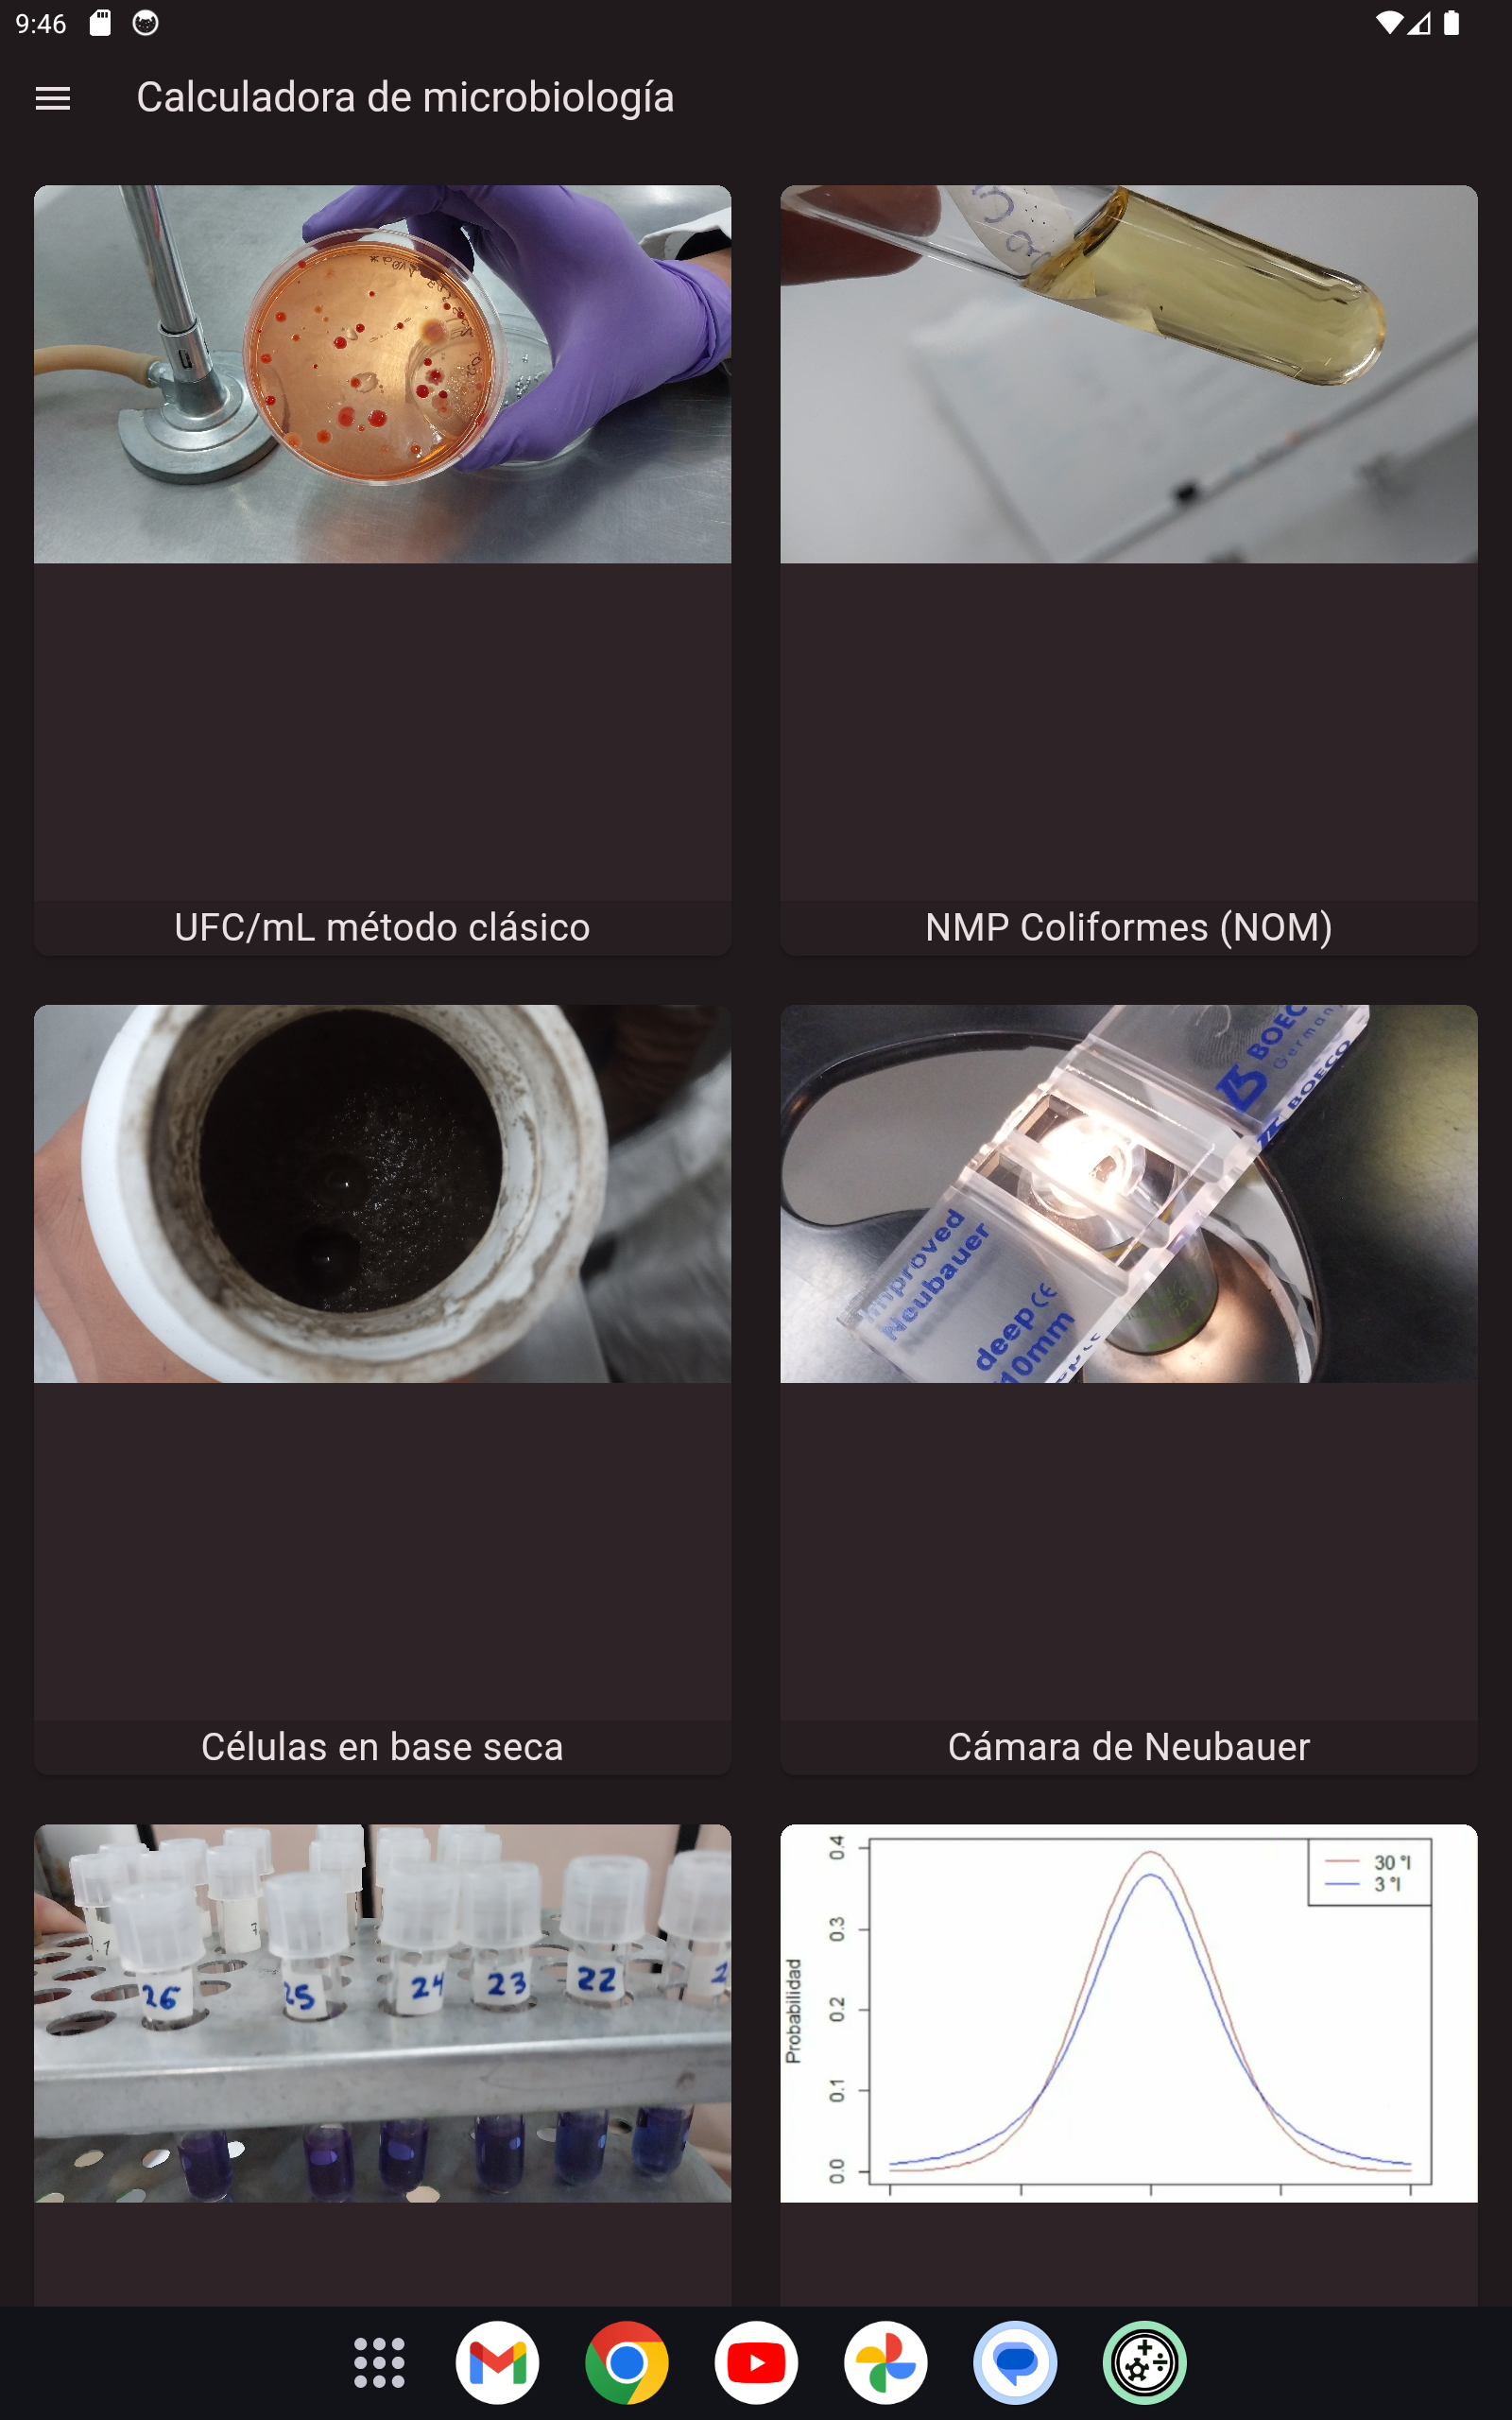 9:46
Calculadora de microbiología
UFC/mL método clásico
NMP Coliformes (NOM)
BOECO
German
BOECO
Improved
Neubauer
deep
10mm
Células en base seca
Cámara de Neubauer
26
25
24
23
22
30 °l
3 °l
Probabilidad
0.4
0.3
0.2
0.1
0.0